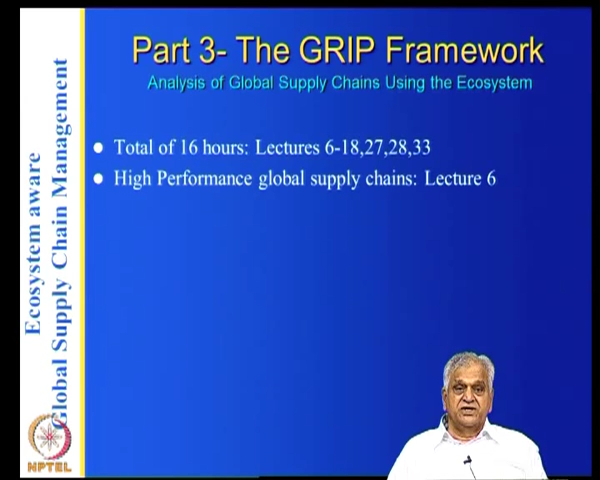 Part 3- The GRIP Framework
Analysis of Global Supply Chains Using the Ecosystem
Total of 16 hours: Lectures 6-18,27,28,33
High Performance global supply chains: Lecture 6
Ecosystem aware
Global Supply Chain Management
NPTEL